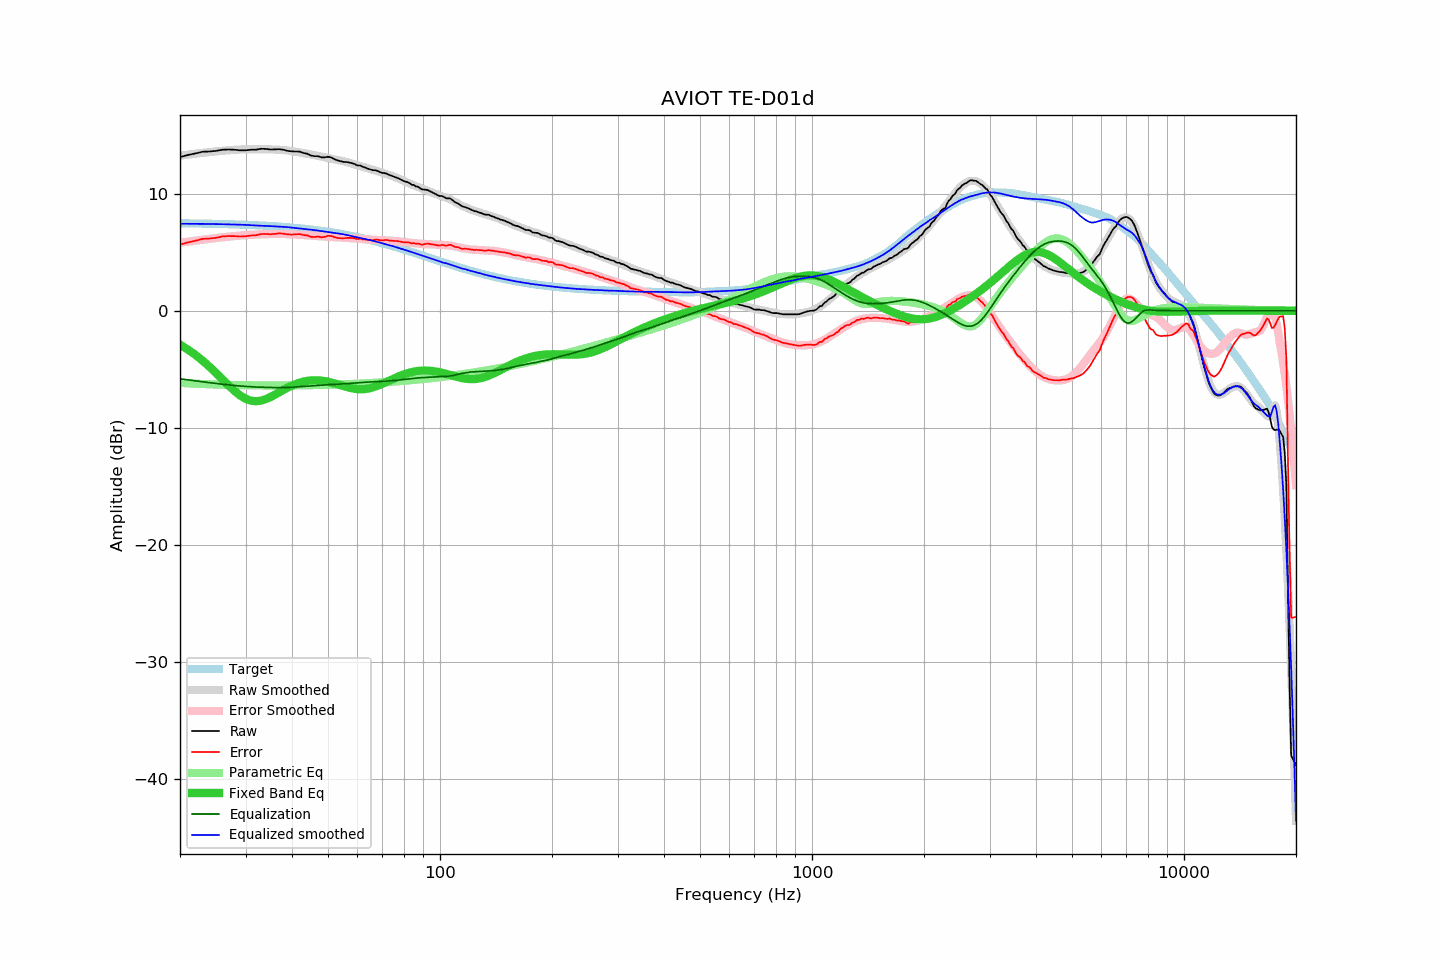 AVIOT TE-D01d
10
0
−10
−20
−30
−40
Amplitude (dBr)
Target
Raw Smoothed
Error Smoothed
Raw
Error
Parametric Eq
Fixed Band Eq
Equalization
Equalized smoothed
100
1000
10000
Frequency (Hz)